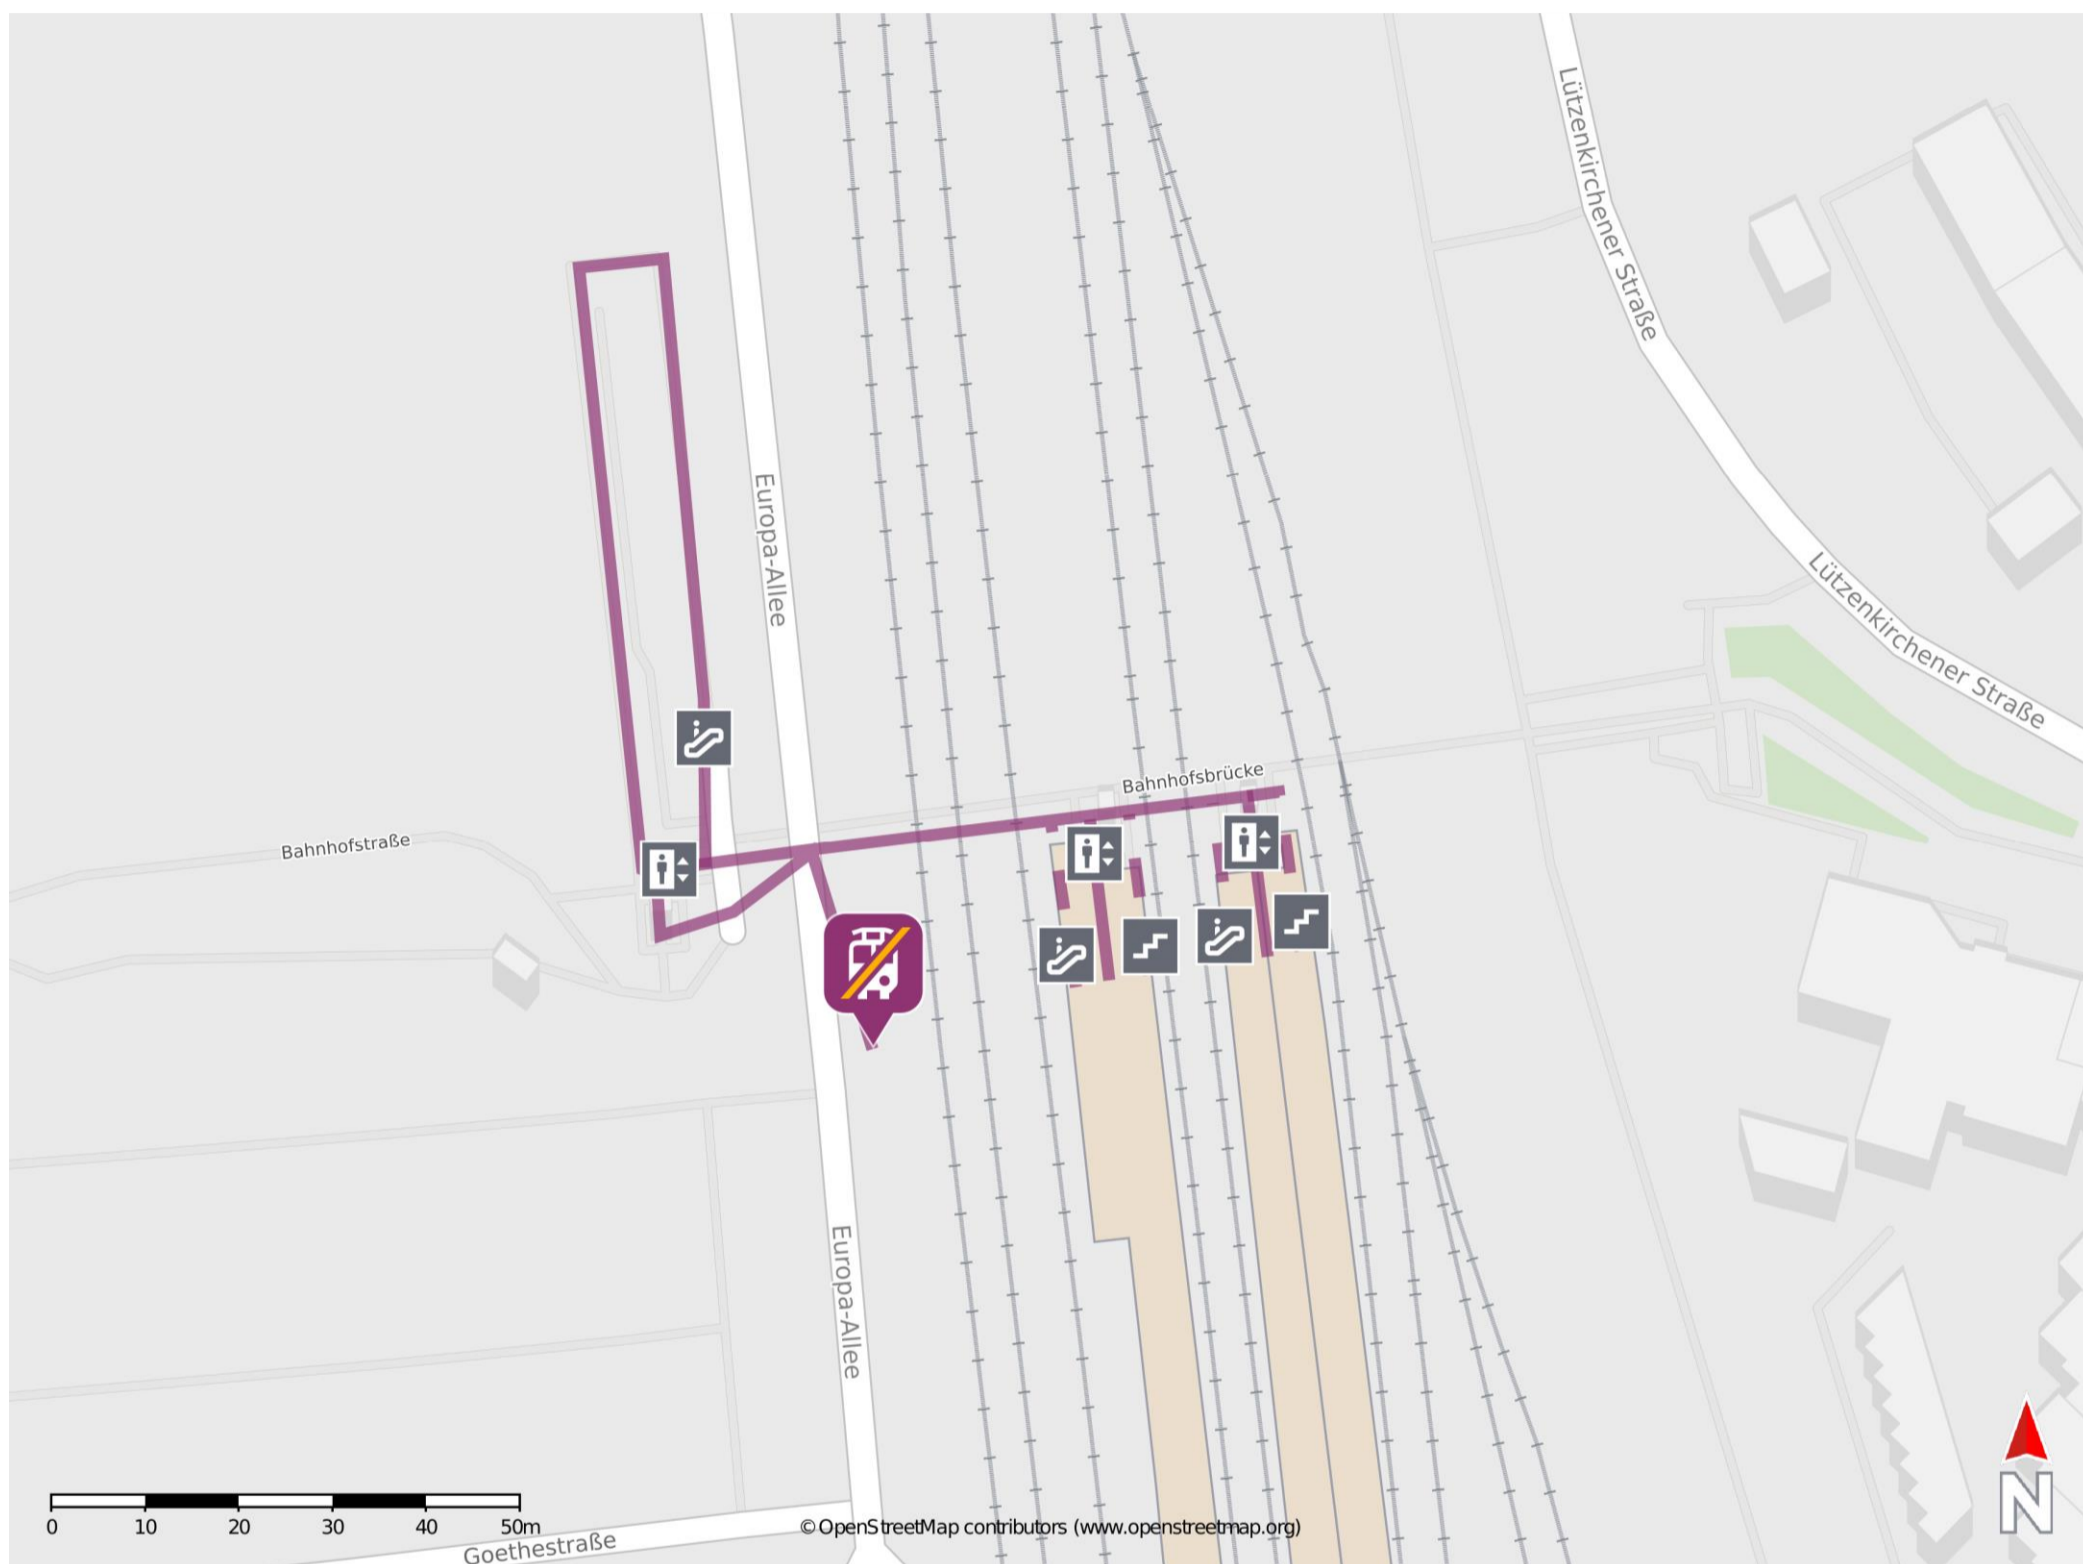 Lützenkirchener Straße
Europa-Allee
Lützenkirchener Straße
Bahnhofsbrücke
Bahnhofstraße
Europa-Allee
N
0 10 20 30 40 50m
© OpenStreetMap contributors (www.openstreetmap.org)
Goethestraße